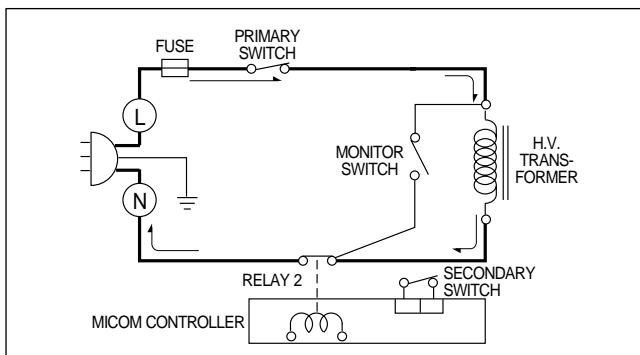 PRIMARY
SWITCH
FUSE
L
H.V.
TRANS-
FORMER
MONITOR
SWITCH
N
RELAY 2
SECONDARY
SWITCH
MICOM CONTROLLER